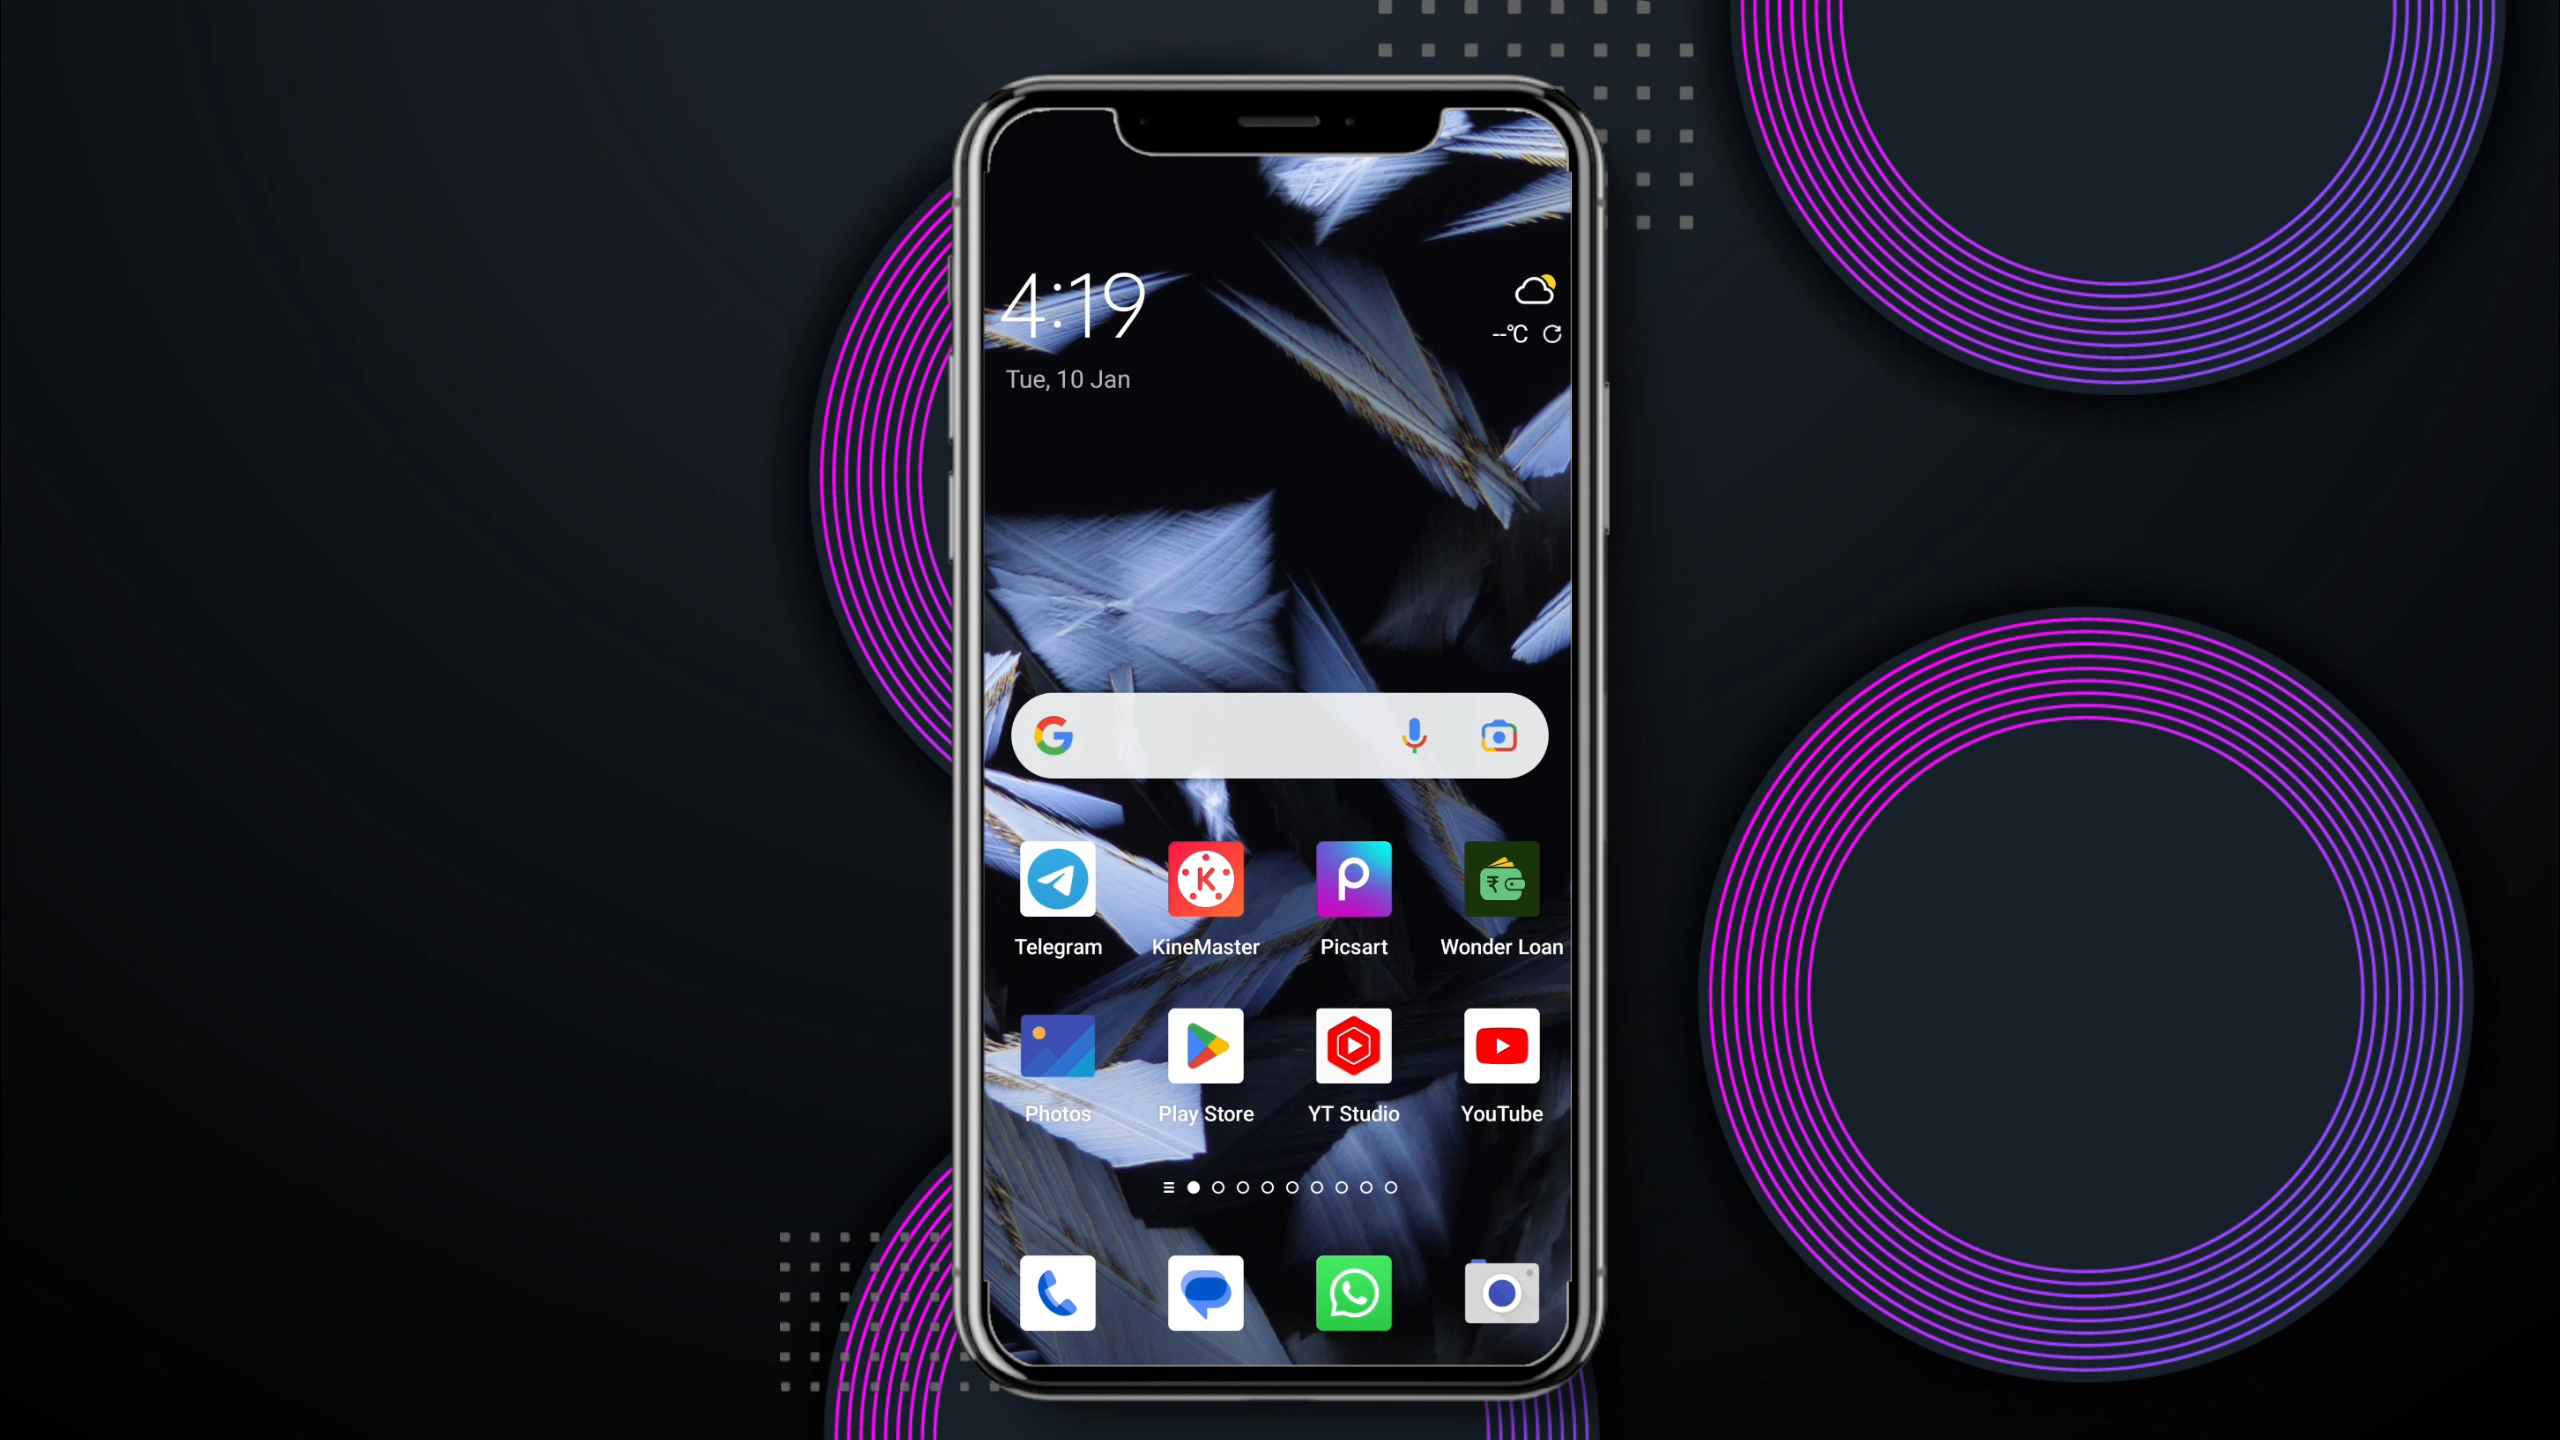 4:19
--°C
Tue, 10 Jan
Telegram
KineMaster
Picsart
Wonder Loan
Photos
Play Store
YT Studio
YouTube